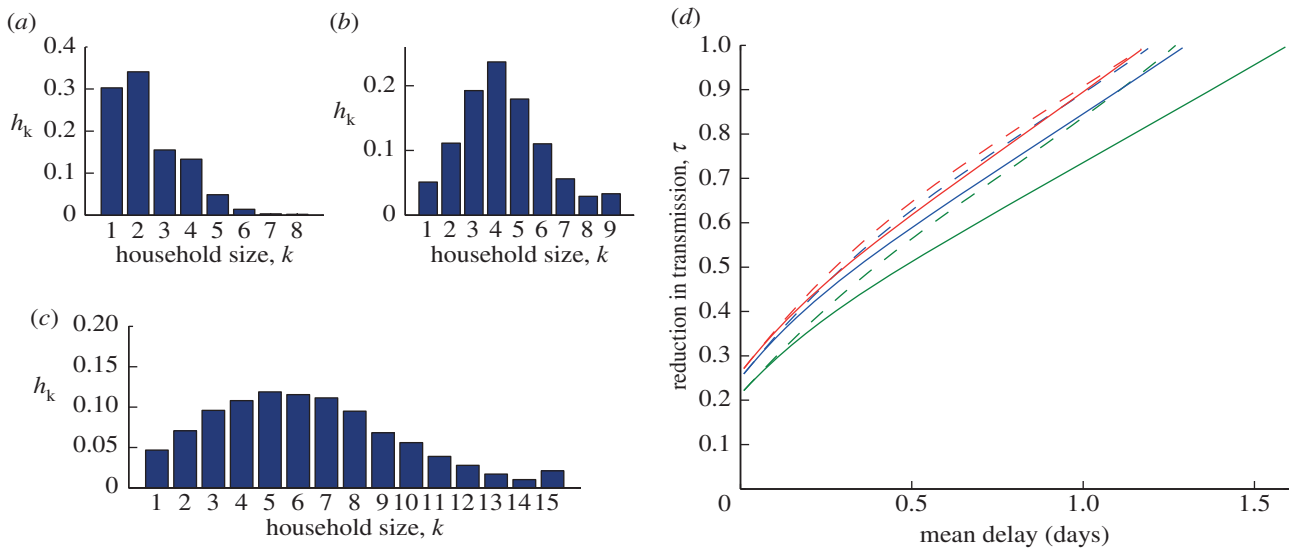 (a)
0.4
0.3
0.2
0.1
0
h_k
1 2 3 4 5 6 7 8
household size, k
(b)
0.2
0.1
0
h_k
1 2 3 4 5 6 7 8 9
household size, k
(c)
0.20
0.15
0.10
0.05
0
h_k
1 2 3 4 5 6 7 8 9 10 11 12 13 14 15
household size, k
(d)
1.0
0.9
0.8
0.7
0.6
0.5
0.4
0.3
0.2
0.1
0
reduction in transmission, τ
0.5 1.0 1.5
mean delay (days)